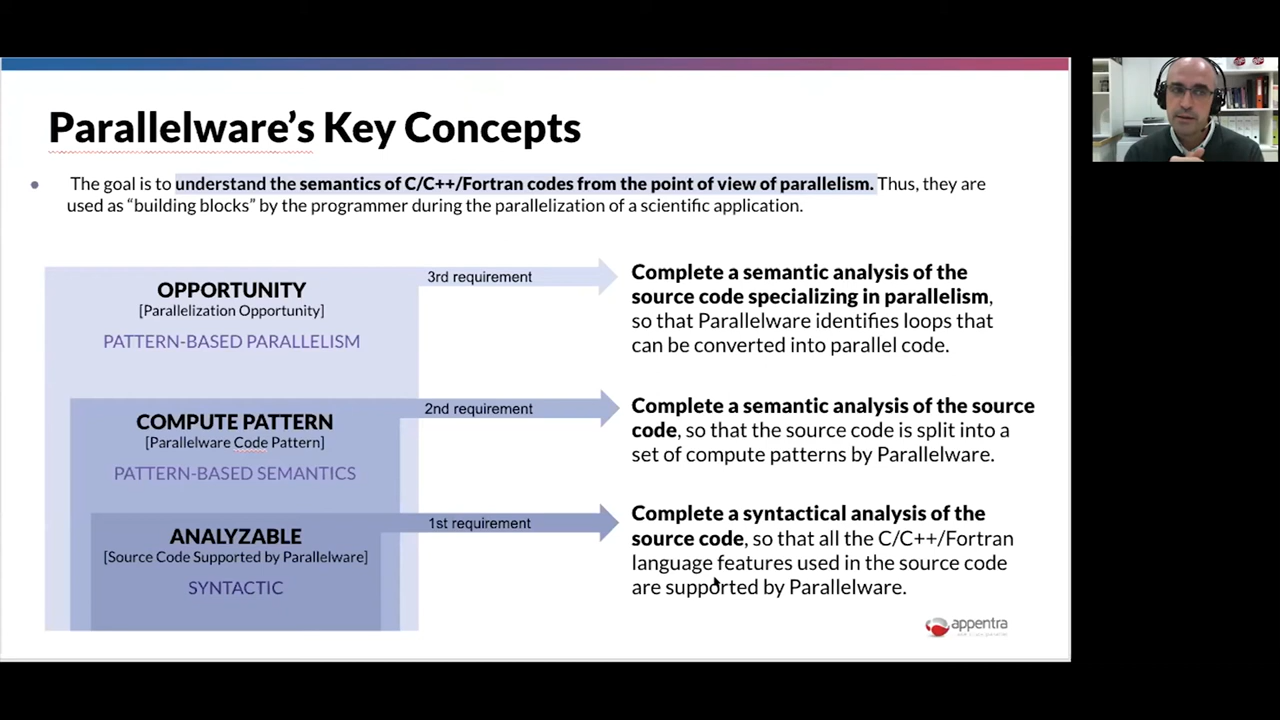 Parallelware's Key Concepts
• The goal is to understand the semantics of C/C++/Fortran codes from the point of view of parallelism. Thus, they are
used as “building blocks” by the programmer during the parallelization of a scientific application.
OPPORTUNITY
[Parallelization Opportunity]
PATTERN-BASED PARALLELISM
3rd requirement
Complete a semantic analysis of the
source code specializing in parallelism,
so that Parallelware identifies loops that
can be converted into parallel code.
COMPUTE PATTERN
[Parallelware Code Pattern]
PATTERN-BASED SEMANTICS
2nd requirement
Complete a semantic analysis of the source
code, so that the source code is split into a
set of compute patterns by Parallelware.
ANALYZABLE
[Source Code Supported by Parallelware]
SYNTACTIC
1st requirement
Complete a syntactical analysis of the
source code, so that all the C/C++/Fortran
language features used in the source code
are supported by Parallelware.
appentra